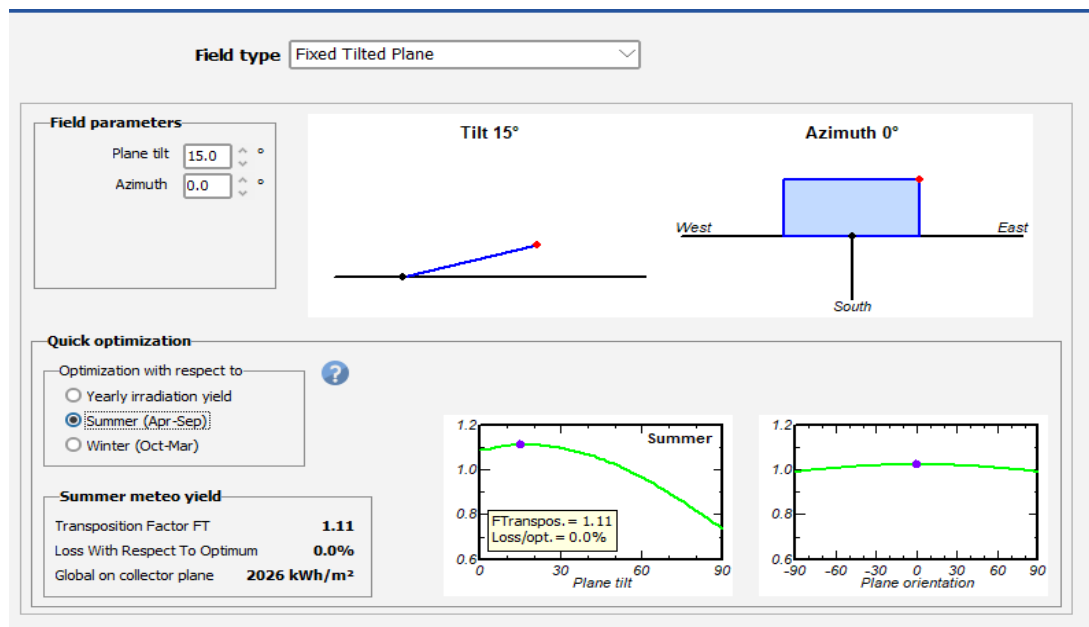 Field type Fixed Tilted Plane
Field parameters
Plane tilt 15.0 °
Azimuth 0.0 °
Tilt 15°
Azimuth 0°
West
East
South
Quick optimization
Optimization with respect to
Yearly irradiation yield
Summer (Apr-Sep)
Winter (Oct-Mar)
?
Summer meteo yield
Transposition Factor FT 1.11
Loss With Respect To Optimum 0.0%
Global on collector plane 2026 kWh/m²
1.2
Summer
1.0
0.8
FTranspos. = 1.11
Loss/opt. = 0.0%
0.6
0 30 60 90
Plane tilt
1.2
1.0
0.8
0.6
-90 -60 -30 0 30 60 90
Plane orientation